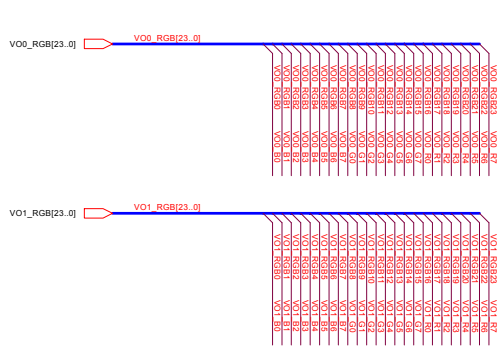 VO0_RGB[23..0]
VO0_RGB[23..0]
VO0_RGB0 VO0_B0
VO0_RGB1 VO0_B1
VO0_RGB2 VO0_B2
VO0_RGB3 VO0_B3
VO0_RGB4 VO0_B4
VO0_RGB5 VO0_B5
VO0_RGB6 VO0_B6
VO0_RGB7 VO0_B7
VO0_RGB8 VO0_G0
VO0_RGB9 VO0_G1
VO0_RGB10 VO0_G2
VO0_RGB11 VO0_G3
VO0_RGB12 VO0_G4
VO0_RGB13 VO0_G5
VO0_RGB14 VO0_G6
VO0_RGB15 VO0_G7
VO0_RGB16 VO0_R0
VO0_RGB17 VO0_R1
VO0_RGB18 VO0_R2
VO0_RGB19 VO0_R3
VO0_RGB20 VO0_R4
VO0_RGB21 VO0_R5
VO0_RGB22 VO0_R6
VO0_RGB23 VO0_R7
VO1_RGB[23..0]
VO1_RGB[23..0]
VO1_RGB0 VO1_B0
VO1_RGB1 VO1_B1
VO1_RGB2 VO1_B2
VO1_RGB3 VO1_B3
VO1_RGB4 VO1_B4
VO1_RGB5 VO1_B5
VO1_RGB6 VO1_B6
VO1_RGB7 VO1_B7
VO1_RGB8 VO1_G0
VO1_RGB9 VO1_G1
VO1_RGB10 VO1_G2
VO1_RGB11 VO1_G3
VO1_RGB12 VO1_G4
VO1_RGB13 VO1_G5
VO1_RGB14 VO1_G6
VO1_RGB15 VO1_G7
VO1_RGB16 VO1_R0
VO1_RGB17 VO1_R1
VO1_RGB18 VO1_R2
VO1_RGB19 VO1_R3
VO1_RGB20 VO1_R4
VO1_RGB21 VO1_R5
VO1_RGB22 VO1_R6
VO1_RGB23 VO1_R7